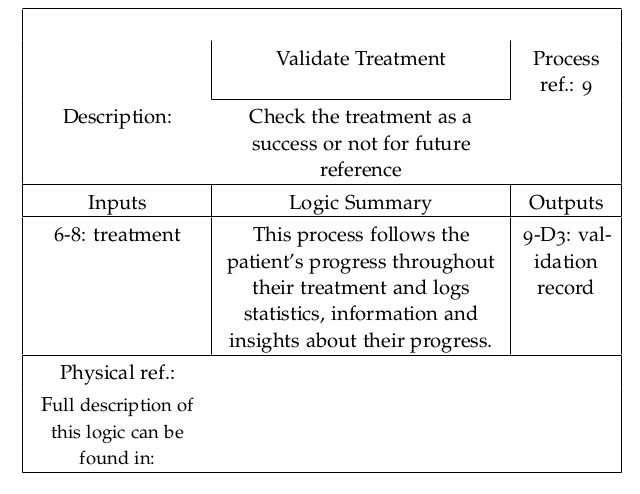 Validate Treatment
Process
ref.: 9
Description:
Check the treatment as a
success or not for future
reference
Inputs
Logic Summary
Outputs
6-8: treatment
This process follows the
patient's progress throughout
their treatment and logs
statistics, information and
insights about their progress.
9-D3: val-
idation
record
Physical ref.:
Full description of
this logic can be
found in: